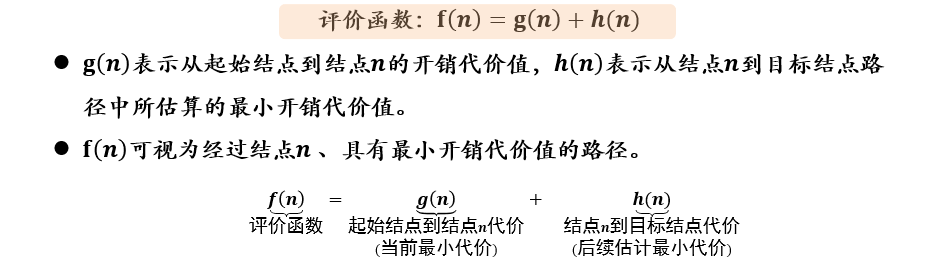 评价函数：f(n) = g(n) + h(n)
● g(n)表示从起始结点到结点n的开销代价值，h(n)表示从结点n到目标结点路
径中所估算的最小开销代价值。
● f(n)可视为经过结点n 、具有最小开销代价值的路径。
f(n) = g(n) + h(n)
评价函数 起始结点到结点n代价 结点n到目标结点代价
(当前最小代价) (后续估计最小代价)